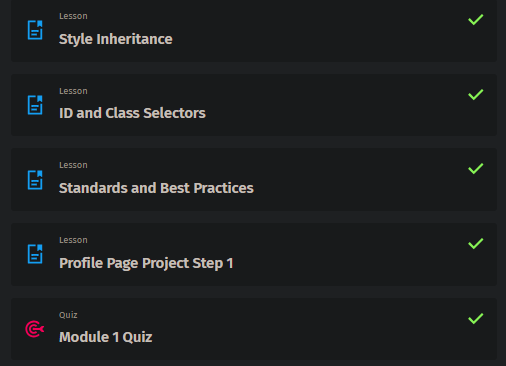 Lesson
Style Inheritance
Lesson
ID and Class Selectors
Lesson
Standards and Best Practices
Lesson
Profile Page Project Step 1
Quiz
Module 1 Quiz